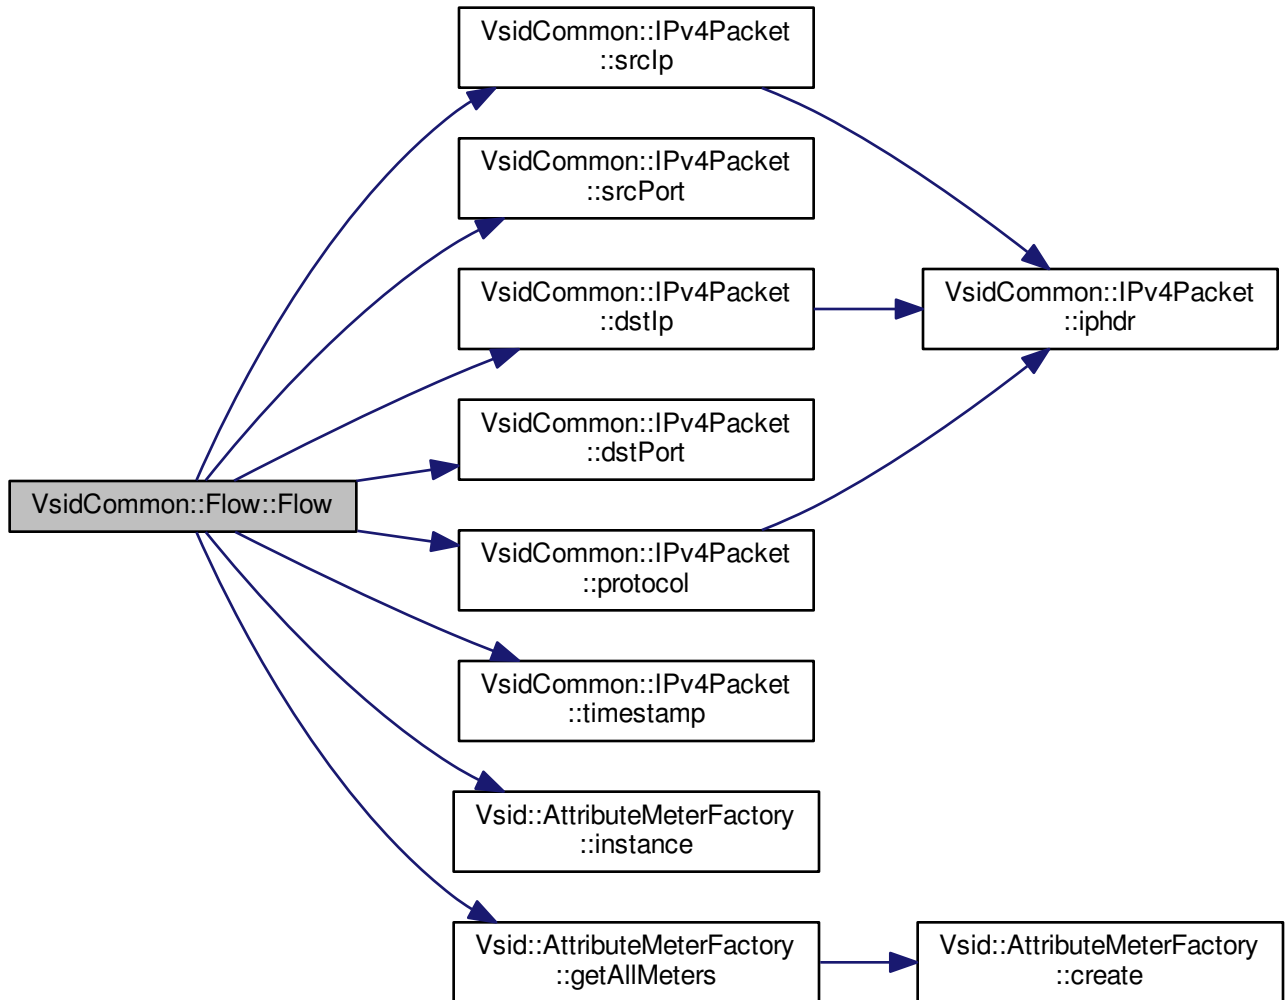 VsidCommon::IPv4Packet
::srcIp
VsidCommon::IPv4Packet
::srcPort
VsidCommon::IPv4Packet
::dstIp
VsidCommon::IPv4Packet
::iphdr
VsidCommon::IPv4Packet
::dstPort
VsidCommon::Flow::Flow
VsidCommon::IPv4Packet
::protocol
VsidCommon::IPv4Packet
::timestamp
Vsid::AttributeMeterFactory
::instance
Vsid::AttributeMeterFactory
::getAllMeters
Vsid::AttributeMeterFactory
::create